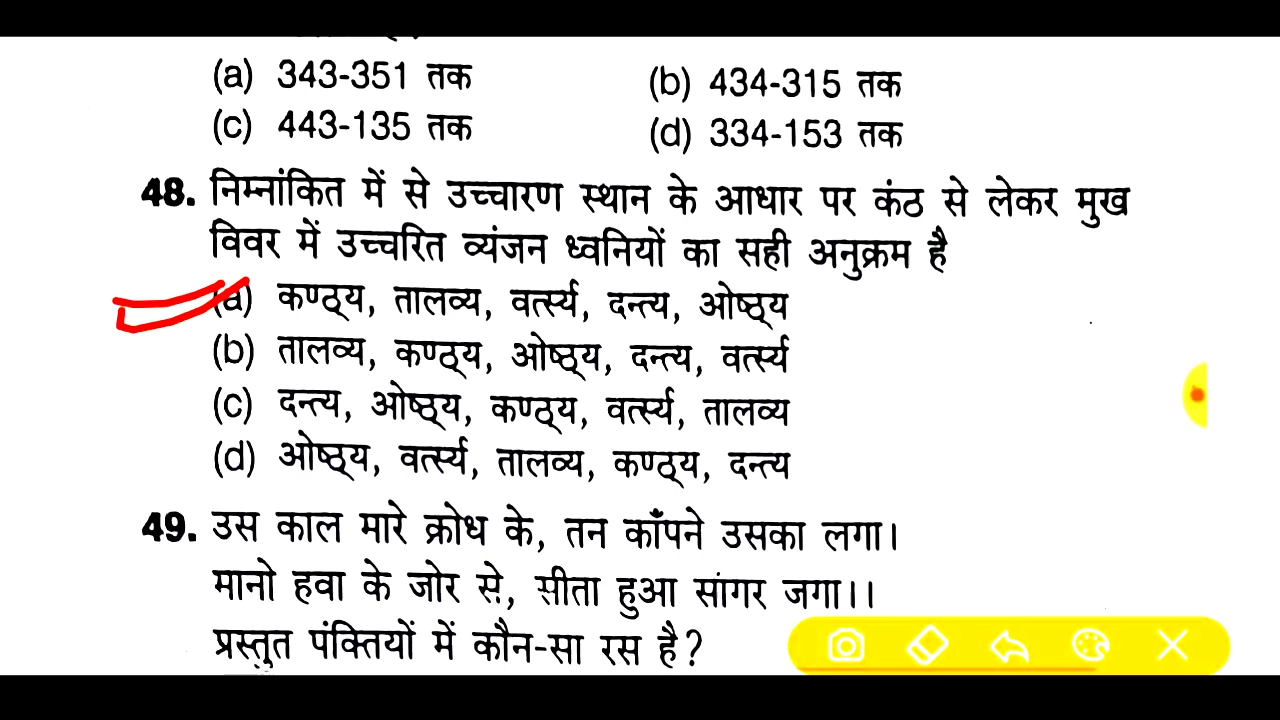 (a) 343-351 तक
(b) 434-315 तक
(c) 443-135 तक
(d) 334-153 तक
48. निम्नांकित में से उच्चारण स्थान के आधार पर कंठ से लेकर मुख
विवर में उच्चरित व्यंजन ध्वनियों का सही अनुक्रम है
(a) कण्ठ्य, तालव्य, वर्त्स्य, दन्त्य, ओष्ठ्य
(b) तालव्य, कण्ठ्य, ओष्ठ्य, दन्त्य, वर्त्स्य
(c) दन्त्य, ओष्ठ्य, कण्ठ्य, वर्त्स्य, तालव्य
(d) ओष्ठ्य, वर्त्स्य, तालव्य, कण्ठ्य, दन्त्य
49. उस काल मारे क्रोध के, तन काँपने उसका लगा।
मानो हवा के जोर से, सीता हुआ सागर जगा।।
प्रस्तुत पंक्तियों में कौन-सा रस है?